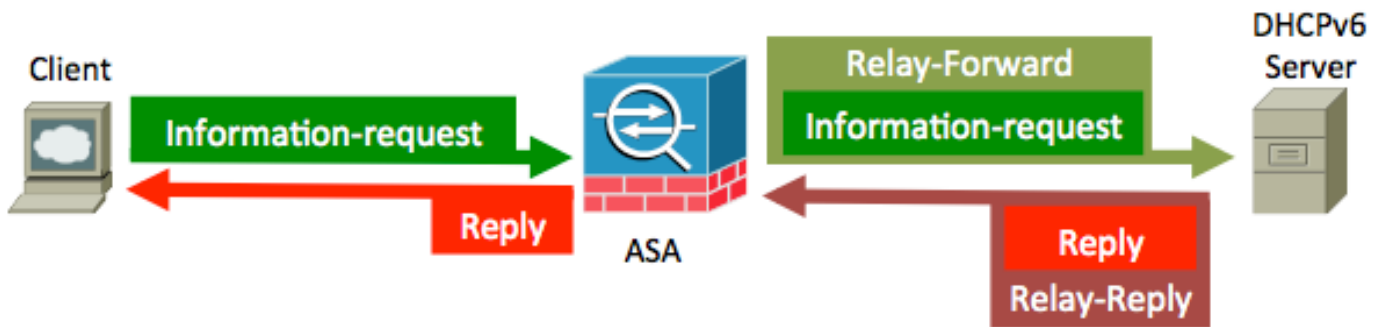 Client
Information-request
Reply
ASA
Relay-Forward
Information-request
Reply
Relay-Reply
DHCPv6
Server